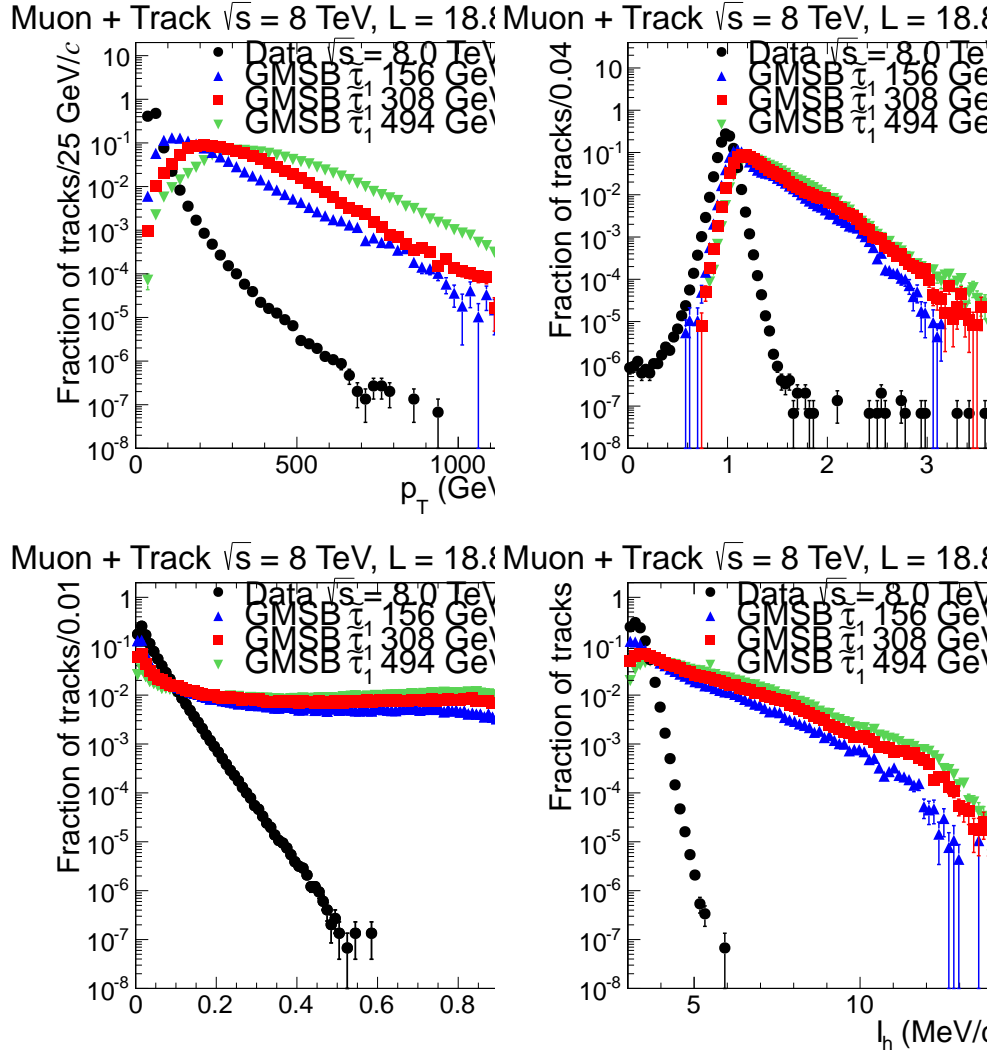 Muon + Track √s = 8 TeV, L = 18.8
Data √s = 8.0 TeV
GMSB τ̃₁ 156 GeV
GMSB τ̃₁ 308 GeV
GMSB τ̃₁ 494 GeV
Fraction of tracks/25 GeV/c
10
1
10⁻¹
10⁻²
10⁻³
10⁻⁴
10⁻⁵
10⁻⁶
10⁻⁷
10⁻⁸
0 500 1000
p_T (GeV
Muon + Track √s = 8 TeV, L = 18.8
Data √s = 8.0 TeV
GMSB τ̃₁ 156 GeV
GMSB τ̃₁ 308 GeV
GMSB τ̃₁ 494 GeV
Fraction of tracks/0.04
10
1
10⁻¹
10⁻²
10⁻³
10⁻⁴
10⁻⁵
10⁻⁶
10⁻⁷
10⁻⁸
0 1 2 3
Muon + Track √s = 8 TeV, L = 18.8
Data √s = 8.0 TeV
GMSB τ̃₁ 156 GeV
GMSB τ̃₁ 308 GeV
GMSB τ̃₁ 494 GeV
Fraction of tracks/0.01
1
10⁻¹
10⁻²
10⁻³
10⁻⁴
10⁻⁵
10⁻⁶
10⁻⁷
10⁻⁸
0 0.2 0.4 0.6 0.8
Muon + Track √s = 8 TeV, L = 18.8
Data √s = 8.0 TeV
GMSB τ̃₁ 156 GeV
GMSB τ̃₁ 308 GeV
GMSB τ̃₁ 494 GeV
Fraction of tracks
1
10⁻¹
10⁻²
10⁻³
10⁻⁴
10⁻⁵
10⁻⁶
10⁻⁷
10⁻⁸
5 10
I_h (MeV/c